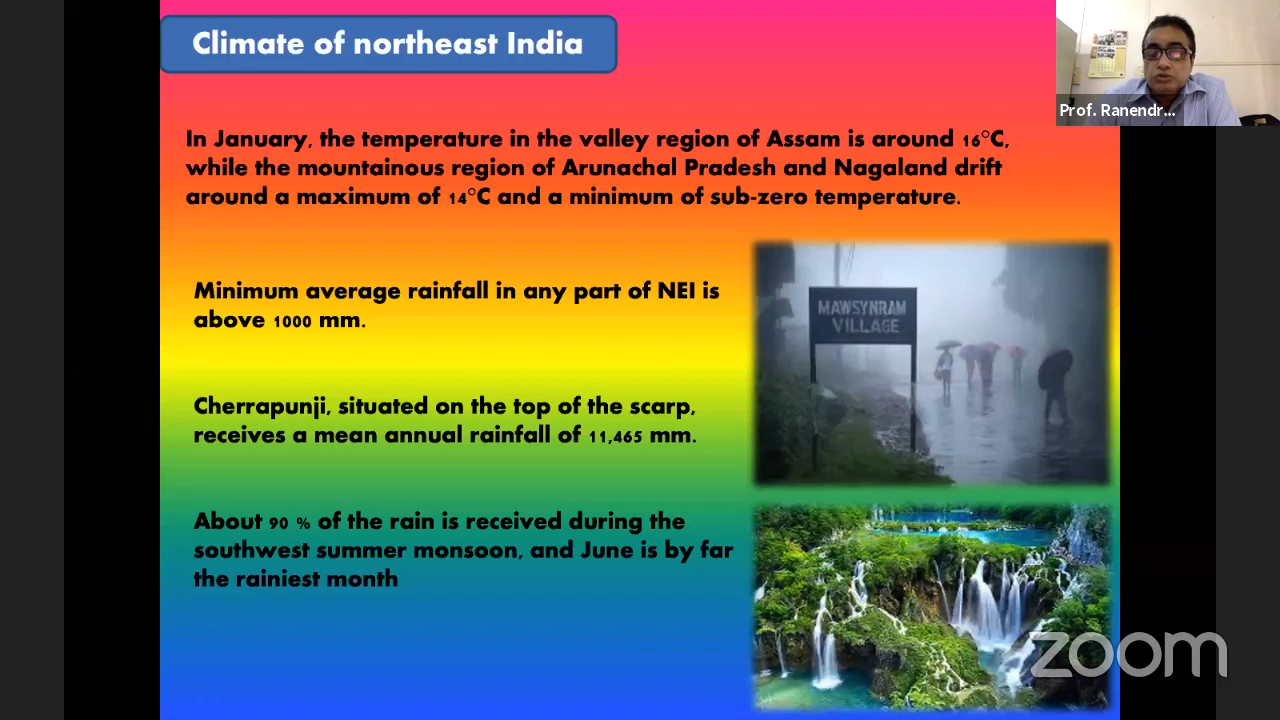 Climate of northeast India
Prof. Ranendr...
In January, the temperature in the valley region of Assam is around 16°C,
while the mountainous region of Arunachal Pradesh and Nagaland drift
around a maximum of 14°C and a minimum of sub-zero temperature.
Minimum average rainfall in any part of NEI is
above 1000 mm.
MAWSYNRAM
VILLAGE
Cherrapunji, situated on the top of the scarp,
receives a mean annual rainfall of 11,465 mm.
About 90 % of the rain is received during the
southwest summer monsoon, and June is by far
the rainiest month
zoom